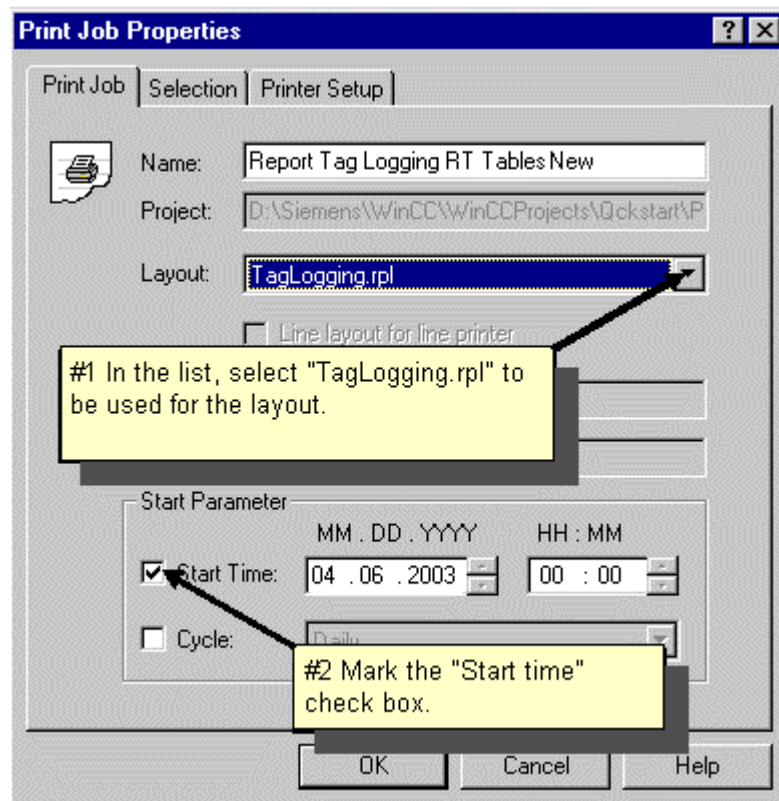 Print Job Properties
Print Job Selection Printer Setup
Name: Report Tag Logging RT Tables New
Project: D:\Siemens\WinCC\WinCCProjects\Qckstart\P
Layout: TagLogging.rpl
Line layout for line printer
#1 In the list, select "TagLogging.rpl" to
be used for the layout.
Start Parameter
MM . DD . YYYY HH : MM
Start Time: 04 . 06 . 2003 00 : 00
Cycle: Daily
#2 Mark the "Start time"
check box.
OK Cancel Help